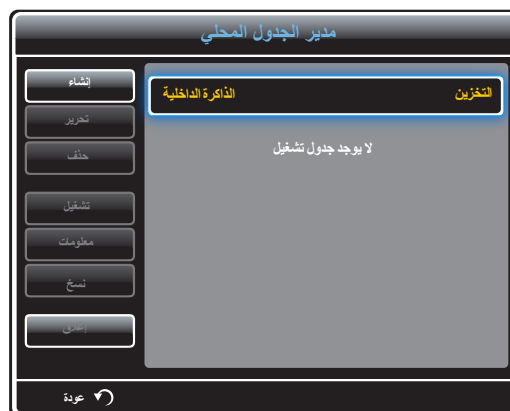 مدير الجدول المحلي
التخزين الذاكرة الداخلية
لا يوجد جدول تشغيل
إنشاء
تحرير
حذف
تشغيل
معلومات
نسخ
إغلاق
عودة